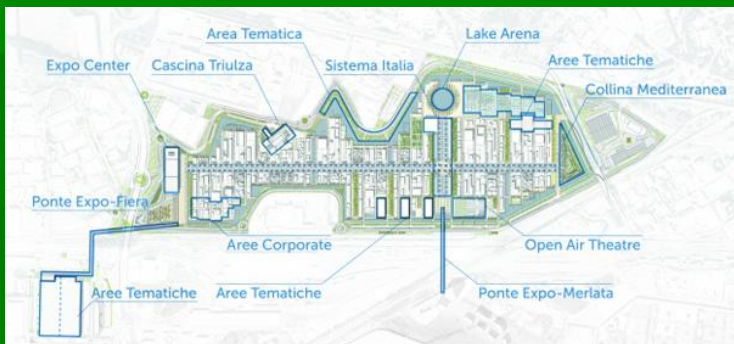 Area Tematica
Lake Arena
Expo Center
Cascina Triulza
Sistema Italia
Aree Tematiche
Collina Mediterranea
Ponte Expo-Fiera
Aree Corporate
Open Air Theatre
Aree Tematiche
Aree Tematiche
Ponte Expo-Merlata